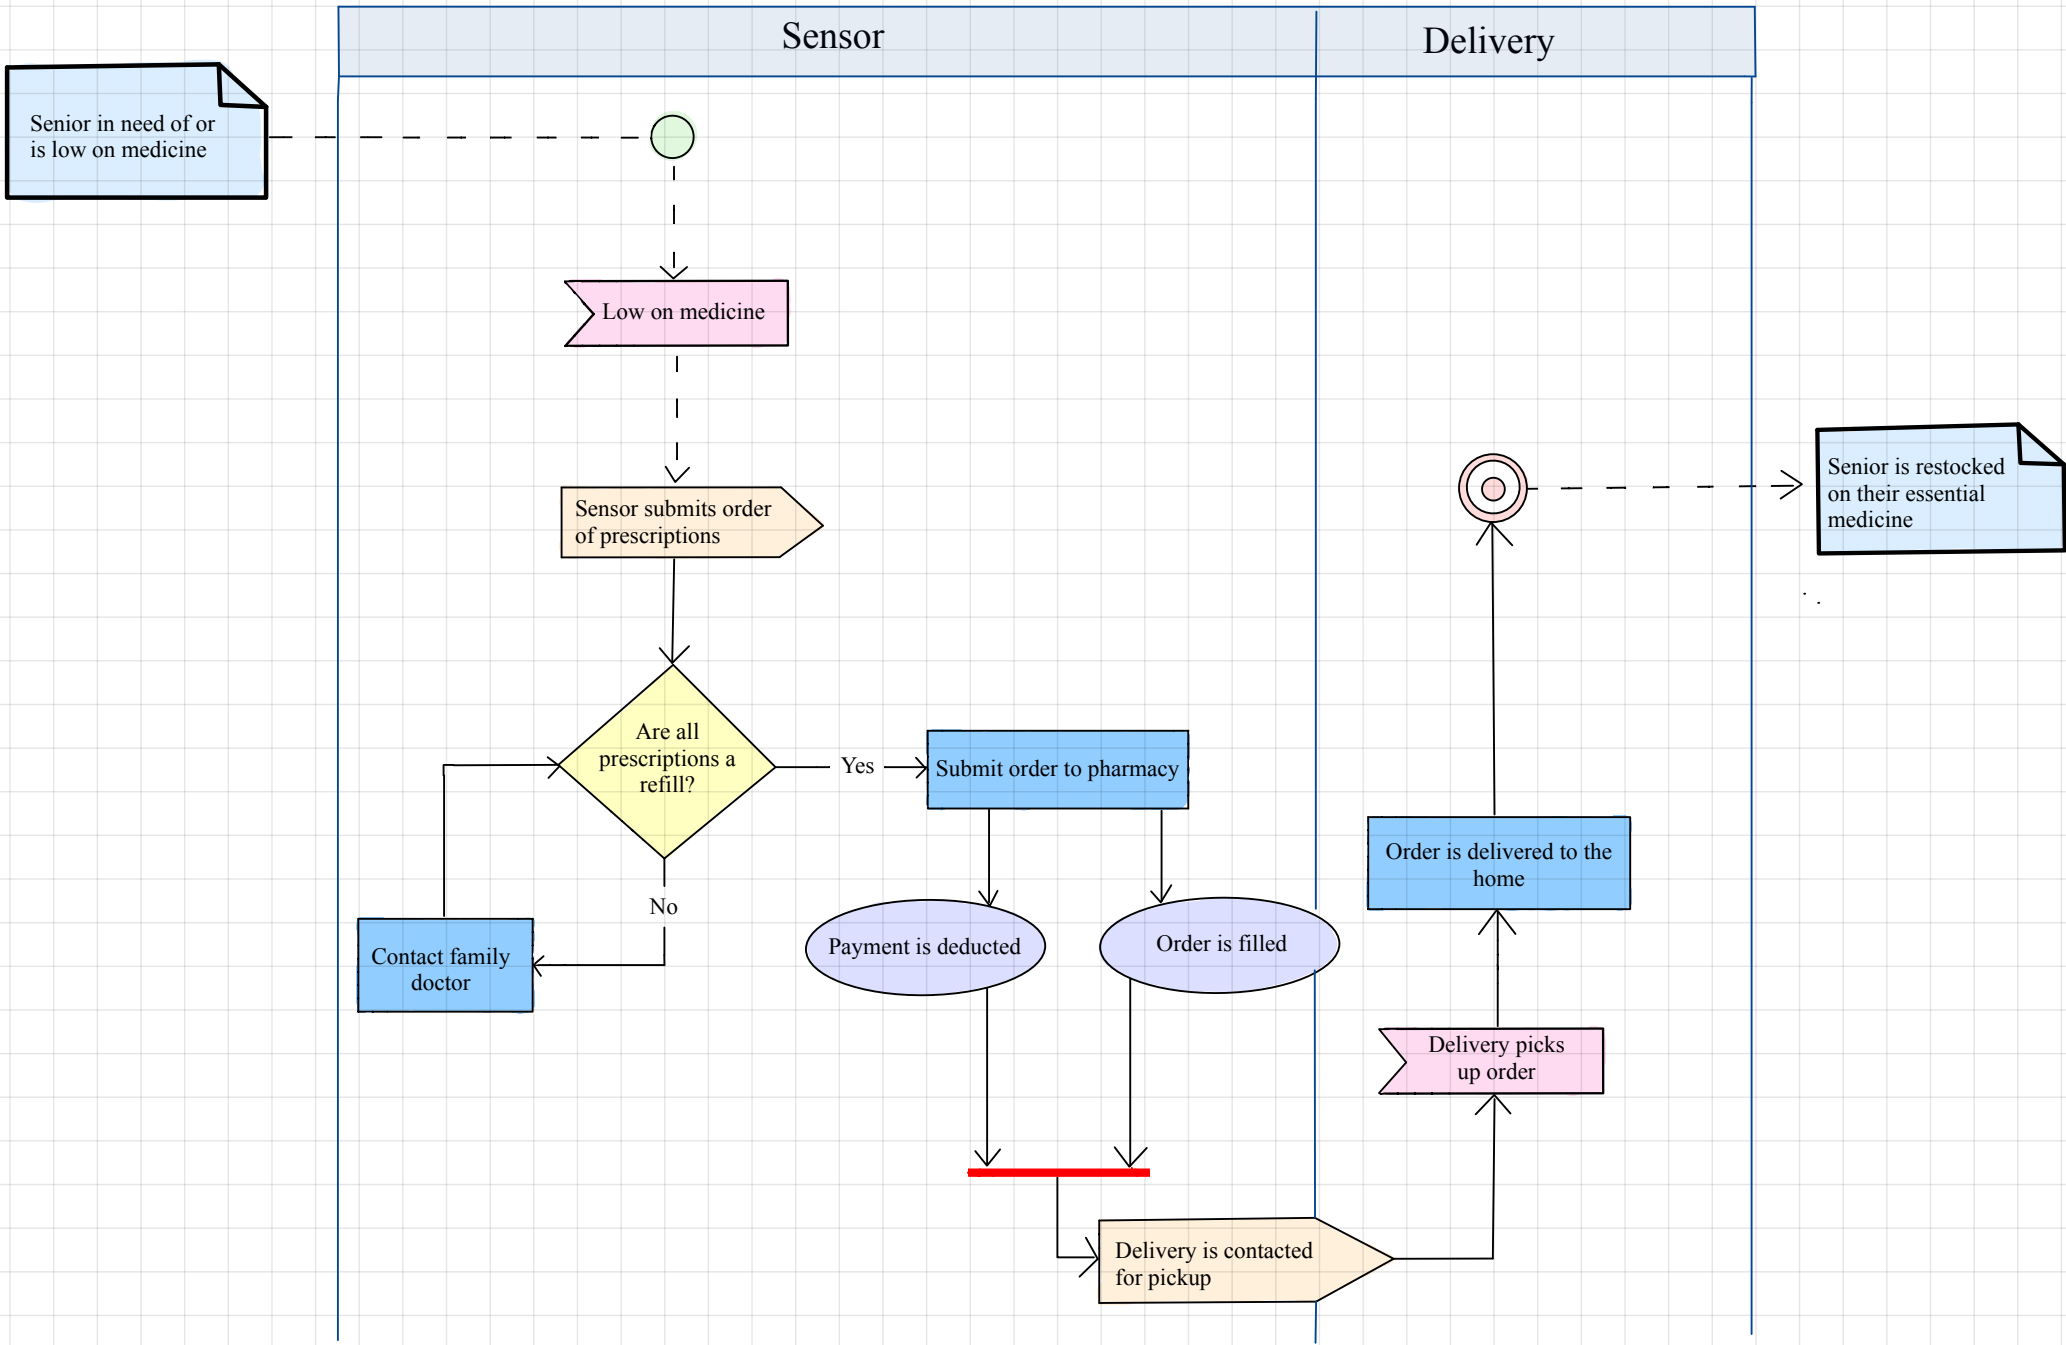 Sensor
Delivery
Senior in need of or
is low on medicine
Low on medicine
Senior is restocked
on their essential
medicine
Sensor submits order
of prescriptions
Are all
prescriptions a
refill?
Yes
Submit order to pharmacy
No
Order is delivered to the
home
Contact family
doctor
Payment is deducted
Order is filled
Delivery picks
up order
Delivery is contacted
for pickup